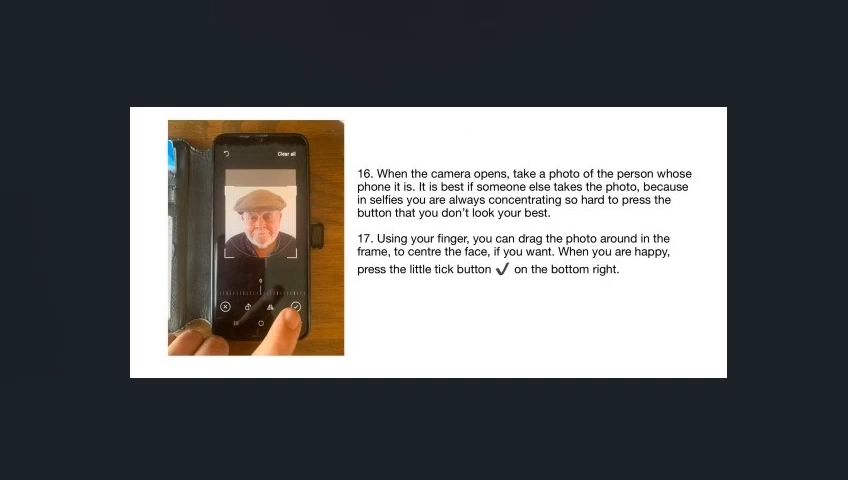 Clear all
16. When the camera opens, take a photo of the person whose
phone it is. It is best if someone else takes the photo, because
in selfies you are always concentrating so hard to press the
button that you don’t look your best.
17. Using your finger, you can drag the photo around in the
frame, to centre the face, if you want. When you are happy,
press the little tick button ✔ on the bottom right.